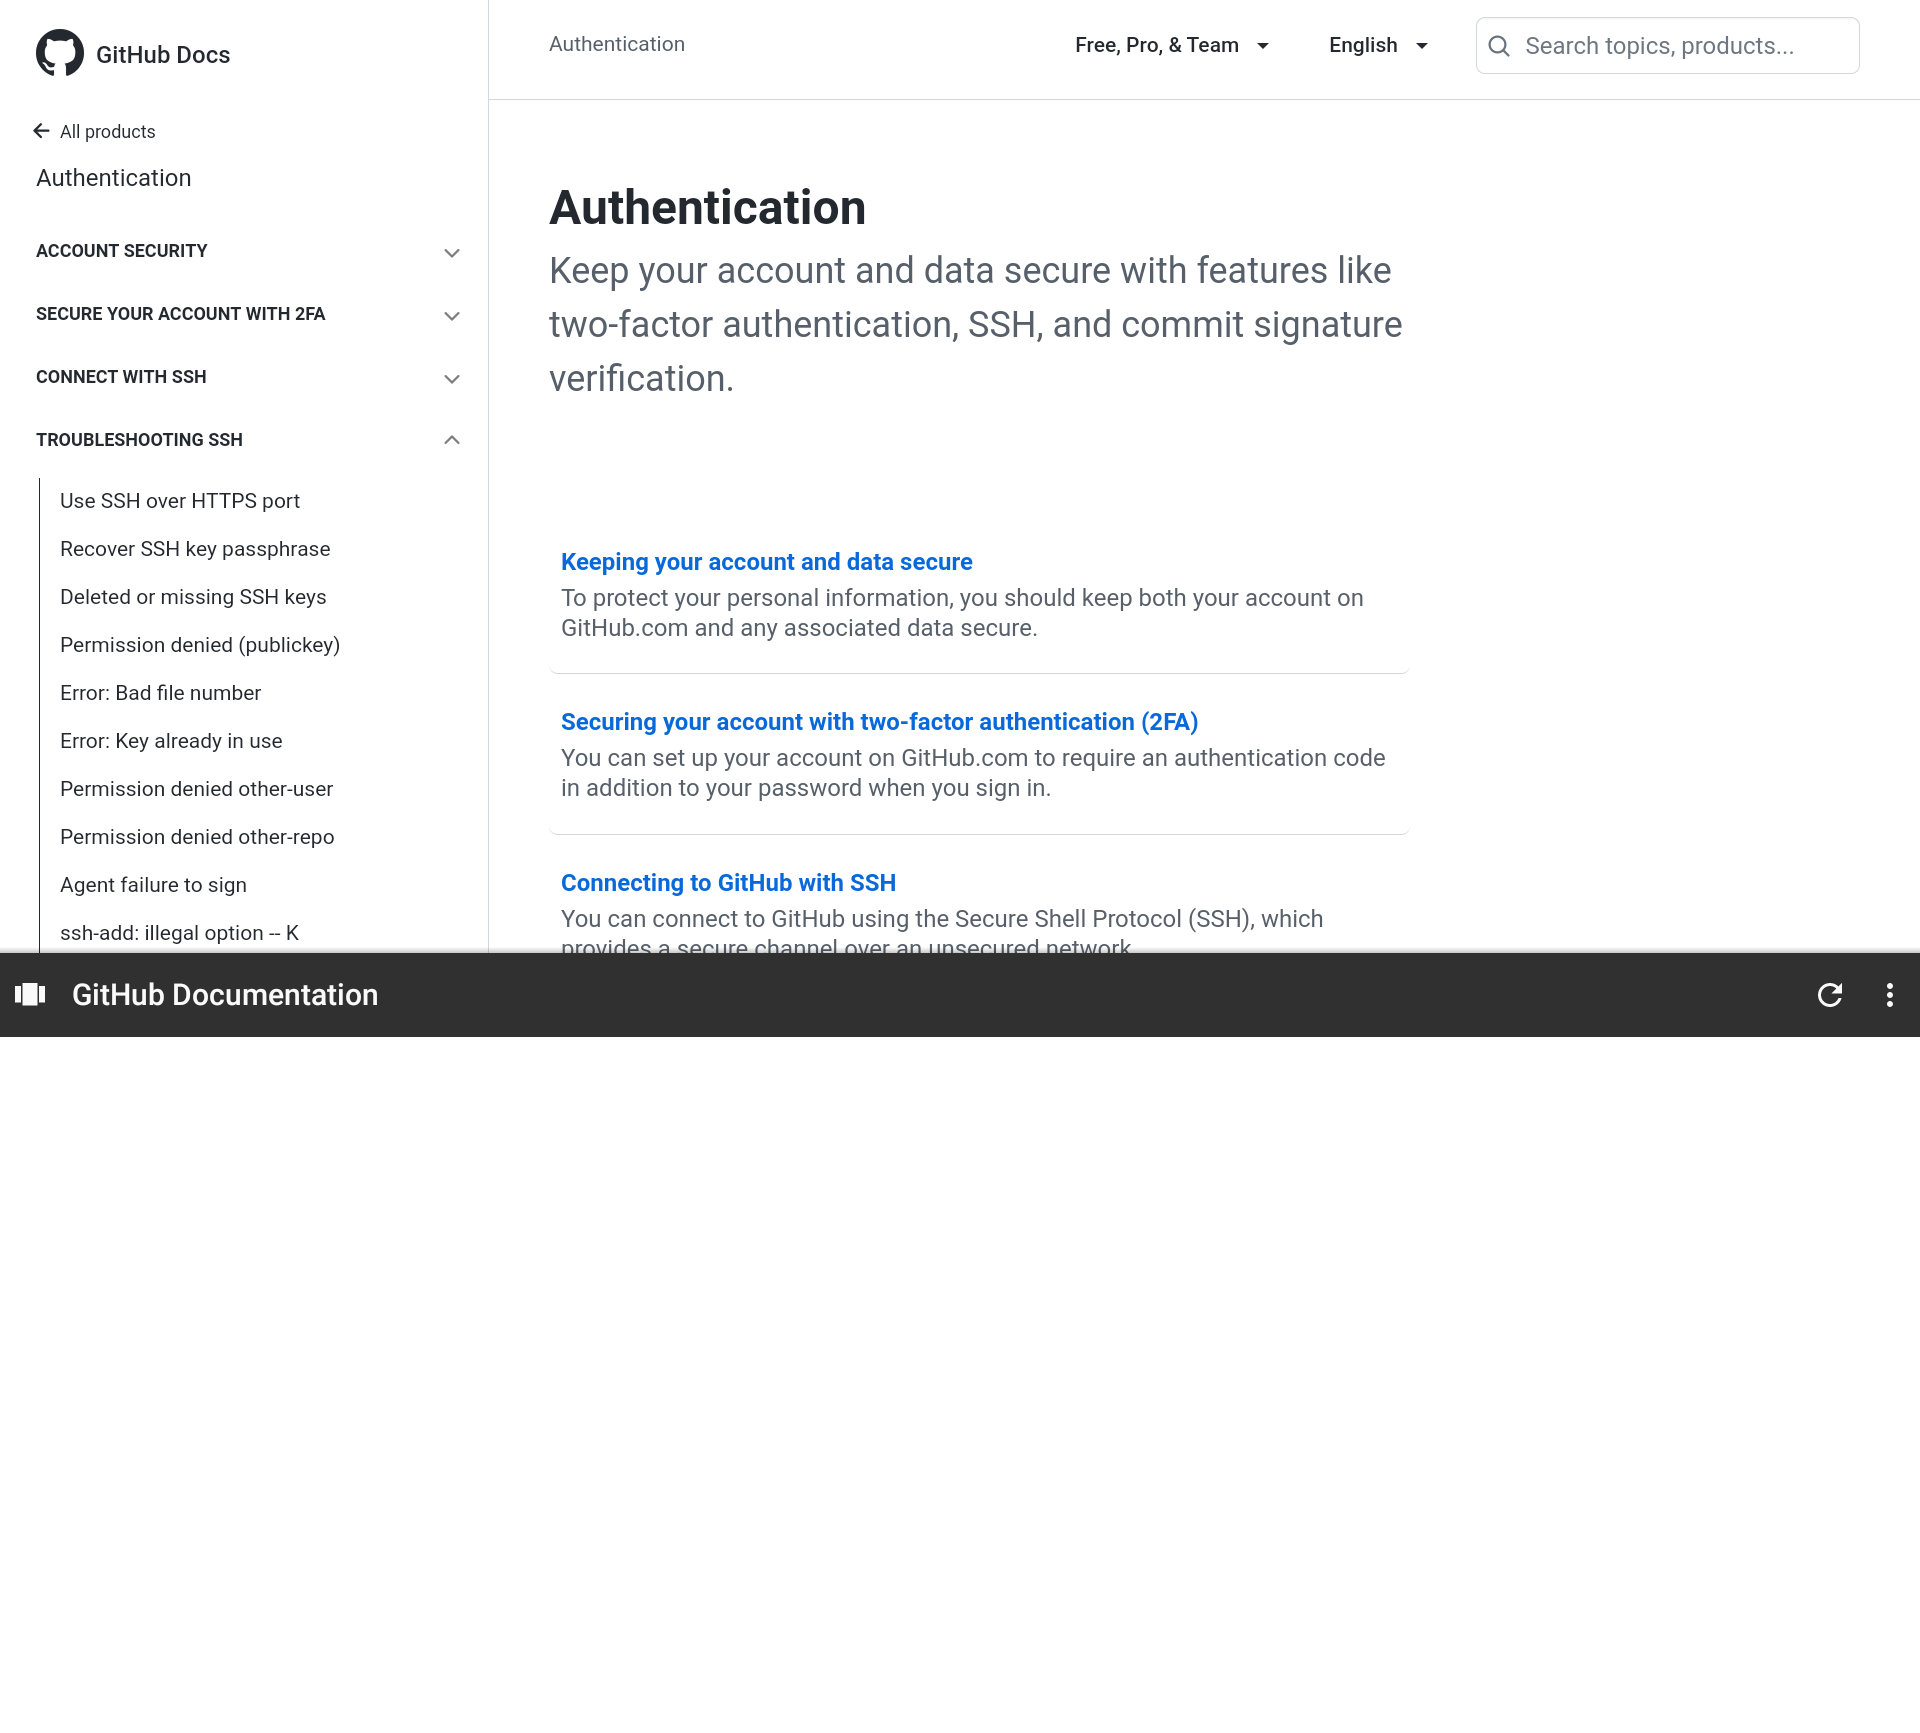 GitHub Docs
All products
Authentication
ACCOUNT SECURITY
SECURE YOUR ACCOUNT WITH 2FA
CONNECT WITH SSH
TROUBLESHOOTING SSH
Use SSH over HTTPS port
Recover SSH key passphrase
Deleted or missing SSH keys
Permission denied (publickey)
Error: Bad file number
Error: Key already in use
Permission denied other-user
Permission denied other-repo
Agent failure to sign
ssh-add: illegal option -- K
Authentication
Free, Pro, & Team
English
Search topics, products...
Authentication
Keep your account and data secure with features like
two-factor authentication, SSH, and commit signature
verification.
Keeping your account and data secure
To protect your personal information, you should keep both your account on
GitHub.com and any associated data secure.
Securing your account with two-factor authentication (2FA)
You can set up your account on GitHub.com to require an authentication code
in addition to your password when you sign in.
Connecting to GitHub with SSH
You can connect to GitHub using the Secure Shell Protocol (SSH), which
provides a secure channel over an unsecured network.
GitHub Documentation